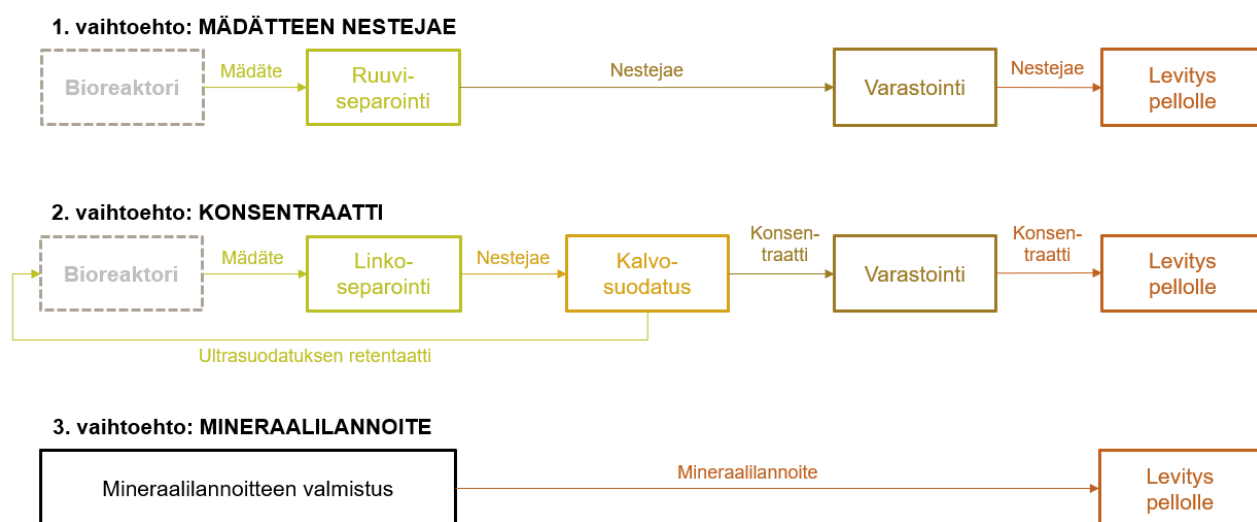 1. vaihtoehto: MÄDÄTTEEN NESTEJAE
Bioreaktori
Mädäte
Ruuvi-
separointi
Nestejae
Varastointi
Nestejae
Levitys
pellolle
2. vaihtoehto: KONSENTRAATTI
Bioreaktori
Mädäte
Linko-
separointi
Nestejae
Kalvo-
suodatus
Konsen-
traatti
Varastointi
Konsen-
traatti
Levitys
pellolle
Ultrasuodatuksen retentaatti
3. vaihtoehto: MINERAALILANNOITE
Mineraalilannoitteen valmistus
Mineraalilannoite
Levitys
pellolle